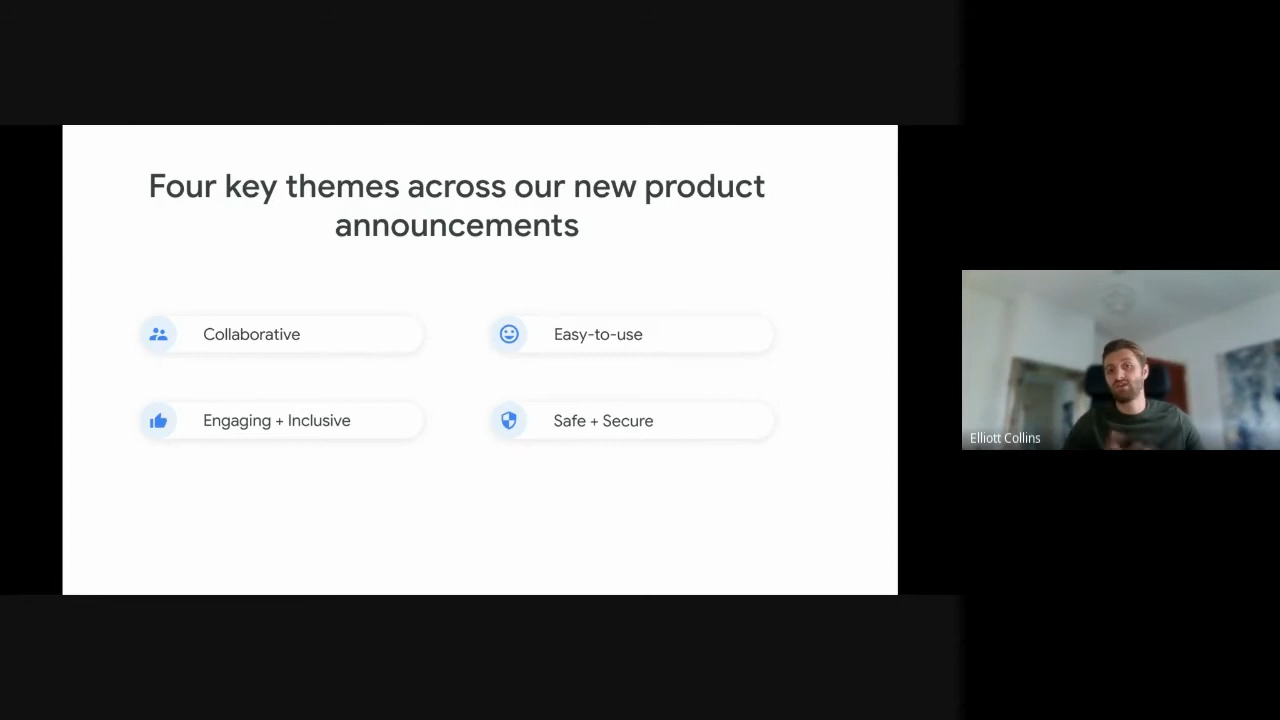 Four key themes across our new product
announcements
Collaborative
Easy-to-use
Engaging + Inclusive
Safe + Secure
Elliott Collins